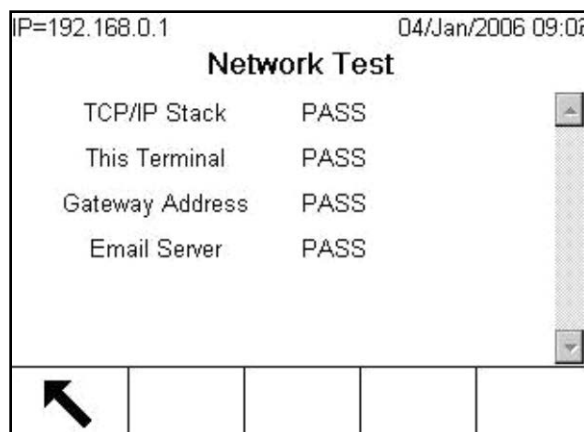 IP=192.168.0.1 04/Jan/2006 09:02
Network Test
TCP/IP Stack PASS
This Terminal PASS
Gateway Address PASS
Email Server PASS